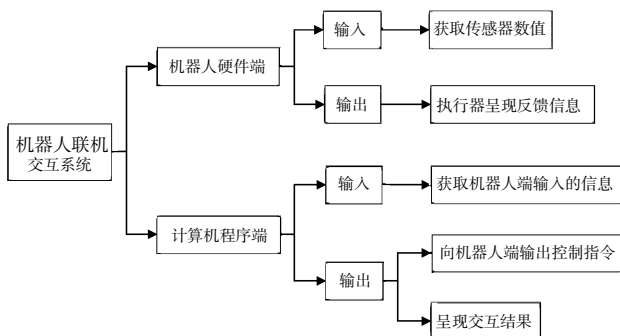 机器人联机
交互系统
机器人硬件端
输入
获取传感器数值
输出
执行器呈现反馈信息
计算机程序端
输入
获取机器人端输入的信息
输出
向机器人端输出控制指令
呈现交互结果